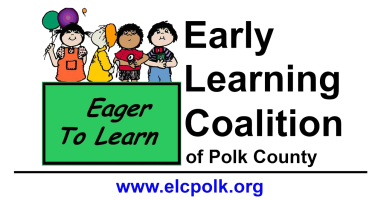 Eager
To Learn
Early
Learning
Coalition
of Polk County
www.elcpolk.org